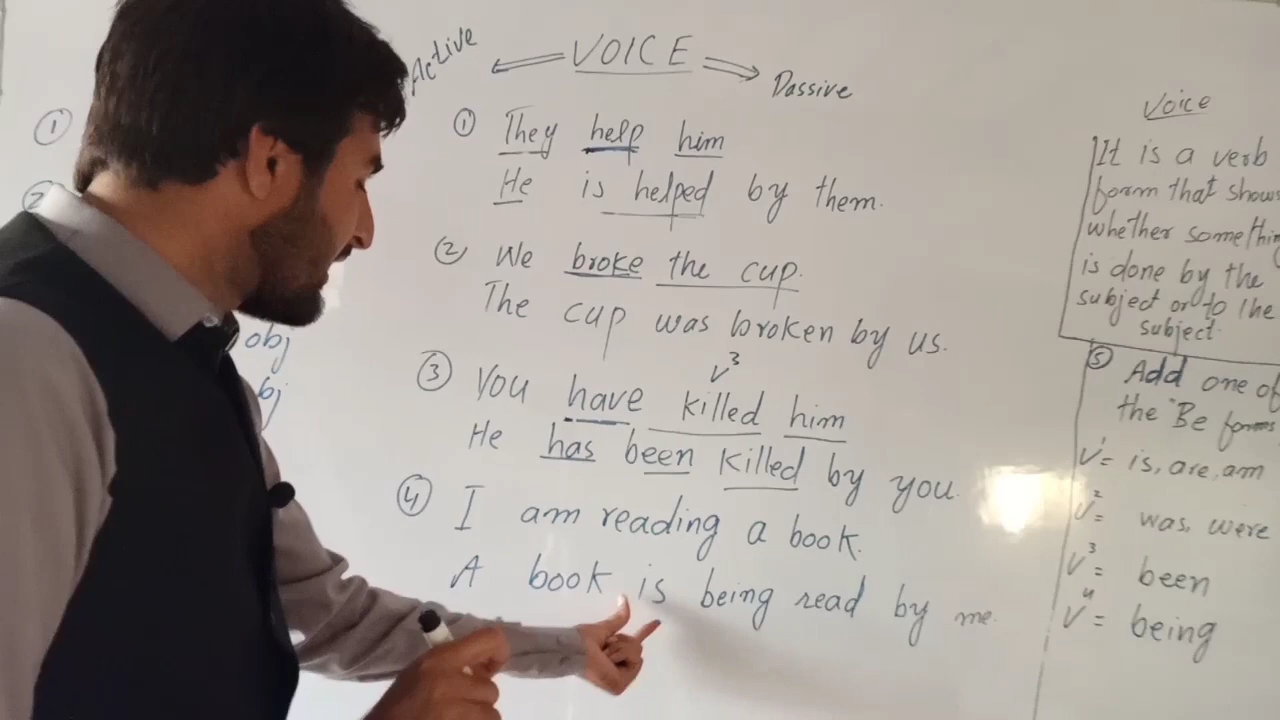 ①
②
obj
bj
Active ⇐ VOICE ⇒ Passive
① They help him
He is helped by them.
② We broke the cup.
The cup was broken by us.
V³
③ You have killed him
He has been killed by you.
④ I am reading a book.
A book is being read by me.
Voice
It is a verb
form that shows
whether somethin
is done by the
subject or to the
subject.
⑤ Add one of
the "Be forms
V¹= is, are, am
V²= was, were
V³= been
V⁴= being